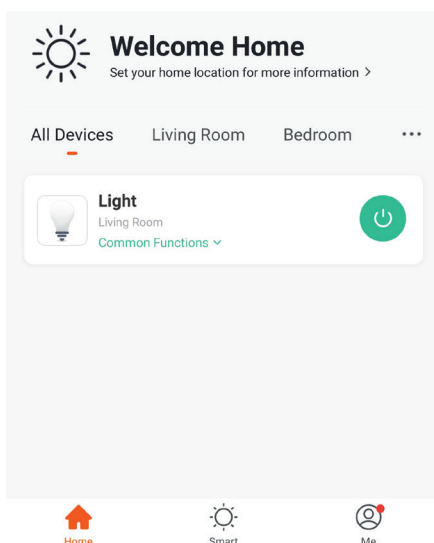 Welcome Home
Set your home location for more information >
All Devices Living Room Bedroom ...
Light
Living Room
Common Functions
Home Smart Me